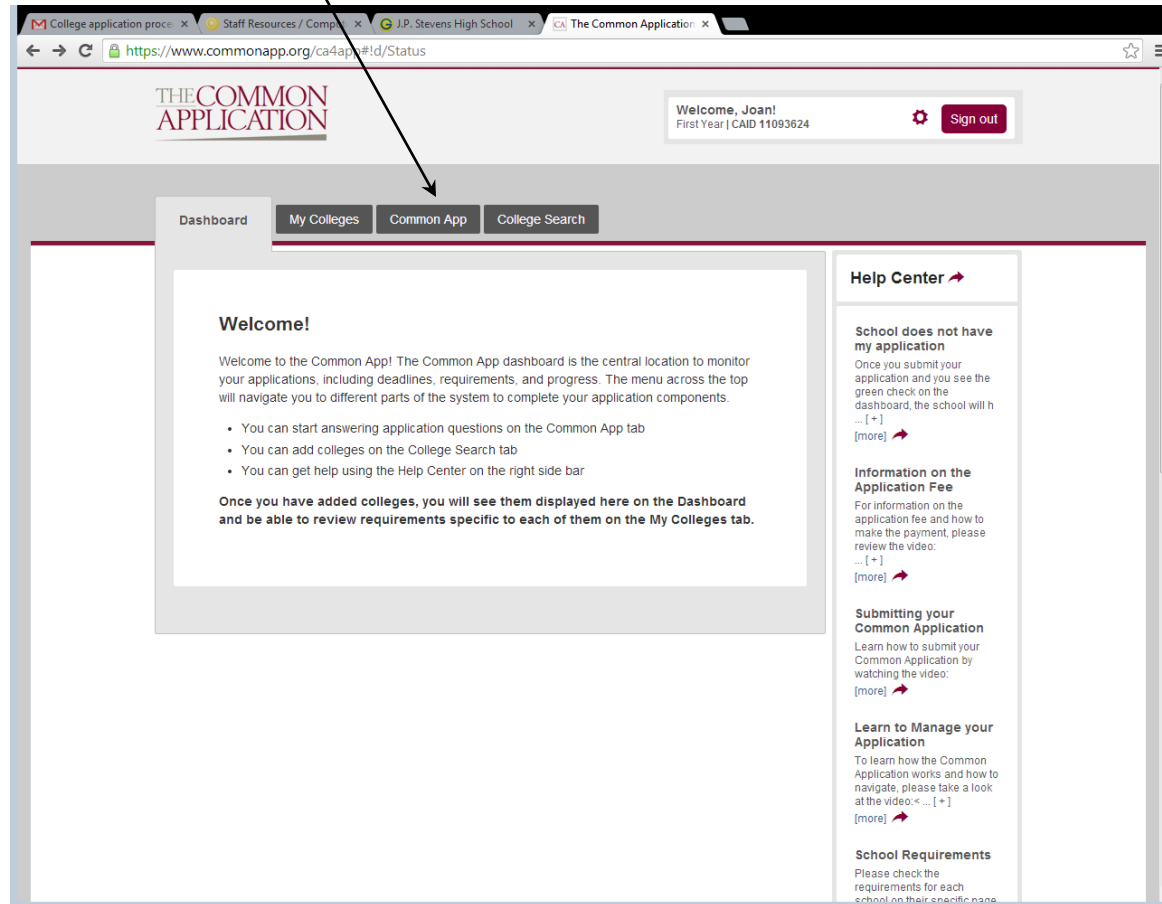 College application proce
Staff Resources / Compu
J.P. Stevens High School
The Common Application
https://www.commonapp.org/ca4app#!d/Status
THE COMMON
APPLICATION
Welcome, Joan!
First Year | CAID 11093624
Sign out
Dashboard
My Colleges
Common App
College Search
Welcome!
Welcome to the Common App! The Common App dashboard is the central location to monitor
your applications, including deadlines, requirements, and progress. The menu across the top
will navigate you to different parts of the system to complete your application components.
• You can start answering application questions on the Common App tab
• You can add colleges on the College Search tab
• You can get help using the Help Center on the right side bar
Once you have added colleges, you will see them displayed here on the Dashboard
and be able to review requirements specific to each of them on the My Colleges tab.
Help Center
School does not have
my application
Once you submit your
application and you see the
green check on the
dashboard, the school will h
... [ + ]
[more]
Information on the
Application Fee
For information on the
application fee and how to
make the payment, please
review the video:
... [ + ]
[more]
Submitting your
Common Application
Learn how to submit your
Common Application by
watching the video:
[more]
Learn to Manage your
Application
To learn how the Common
Application works and how to
navigate, please take a look
at the video:< ... [ + ]
[more]
School Requirements
Please check the
requirements for each
school on their specific page